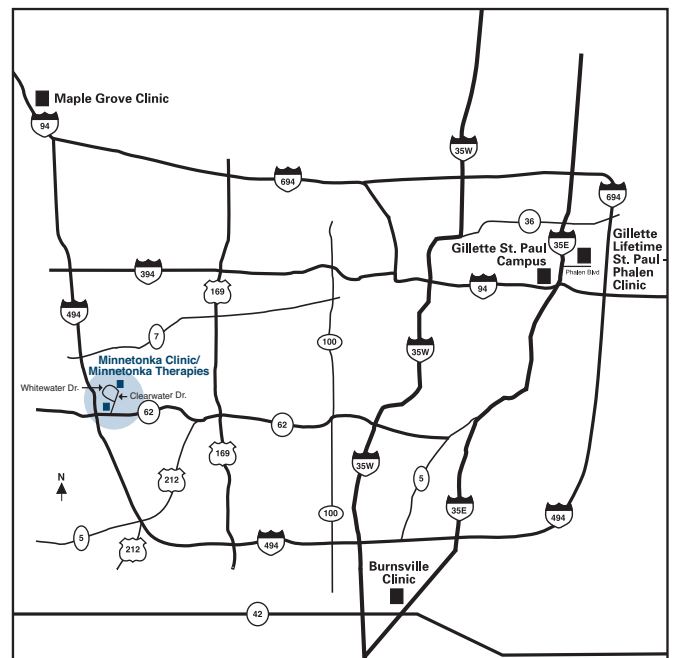 Maple Grove Clinic
94
35W
694
694
36
Gillette St. Paul
Campus
35E
Gillette
Lifetime
St. Paul -
Phalen
Clinic
Phalen Blvd
394
169
94
494
7
100
35W
Minnetonka Clinic/
Minnetonka Therapies
Whitewater Dr.
Clearwater Dr.
62
62
169
35W
212
5
N
100
35E
494
5
212
494
Burnsville
Clinic
42